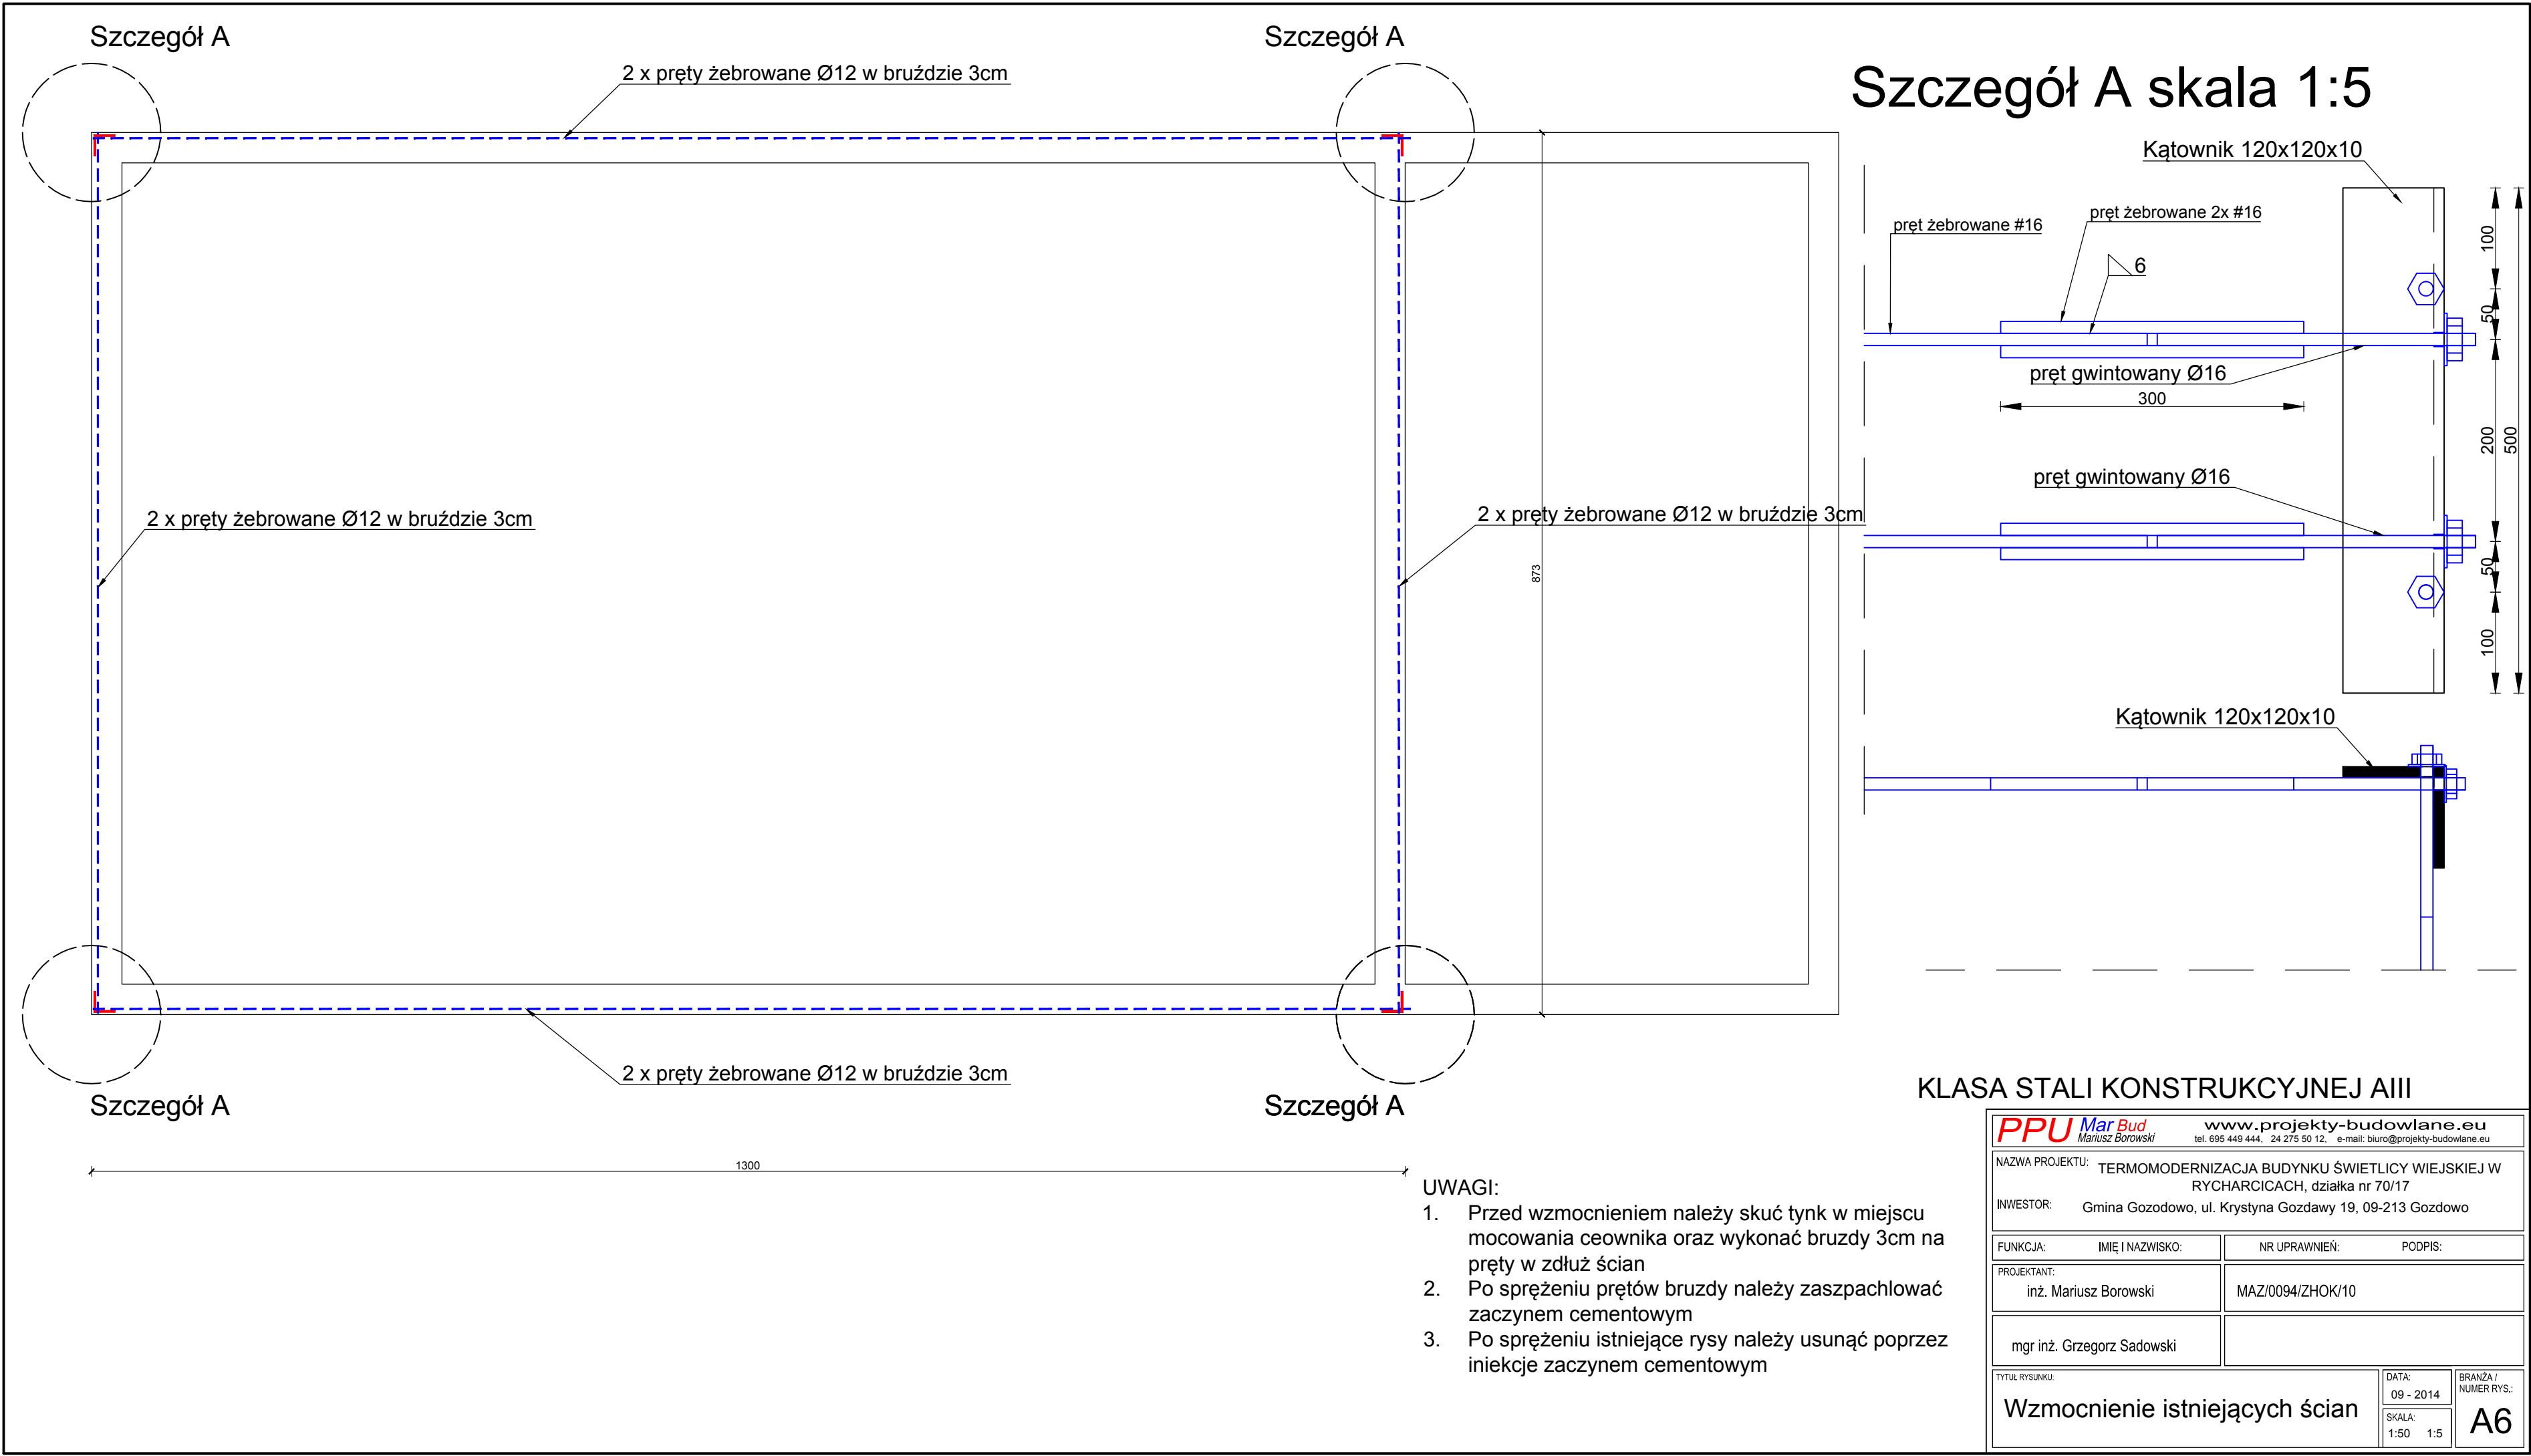 Szczegół A
Szczegół A
2 x pręty żebrowane Ø12 w bruździe 3cm
2 x pręty żebrowane Ø12 w bruździe 3cm
2 x pręty żebrowane Ø12 w bruździe 3cm
873
2 x pręty żebrowane Ø12 w bruździe 3cm
Szczegół A
Szczegół A
1300
Szczegół A skala 1:5
Kątownik 120x120x10
pręt żebrowane #16
pręt żebrowane 2x #16
6
pręt gwintowany Ø16
300
pręt gwintowany Ø16
100
50
200
500
50
100
Kątownik 120x120x10
UWAGI:
1. Przed wzmocnieniem należy skuć tynk w miejscu
mocowania ceownika oraz wykonać bruzdy 3cm na
pręty w zdłuż ścian
2. Po sprężeniu prętów bruzdy należy zaszpachlować
zaczynem cementowym
3. Po sprężeniu istniejące rysy należy usunąć poprzez
iniekcje zaczynem cementowym
KLASA STALI KONSTRUKCYJNEJ AIII
PPU Mar Bud
Mariusz Borowski
www.projekty-budowlane.eu
tel. 695 449 444, 24 275 50 12, e-mail: biuro@projekty-budowlane.eu
NAZWA PROJEKTU: TERMOMODERNIZACJA BUDYNKU ŚWIETLICY WIEJSKIEJ W
RYCHARCICACH, działka nr 70/17
INWESTOR: Gmina Gozodowo, ul. Krystyna Gozdawy 19, 09-213 Gozdowo
FUNKCJA: IMIĘ I NAZWISKO: NR UPRAWNIEŃ: PODPIS:
PROJEKTANT:
inż. Mariusz Borowski MAZ/0094/ZHOK/10
mgr inż. Grzegorz Sadowski
TYTUŁ RYSUNKU:
Wzmocnienie istniejących ścian
DATA:
09 - 2014
SKALA:
1:50 1:5
BRANŻA /
NUMER RYS.:
A6